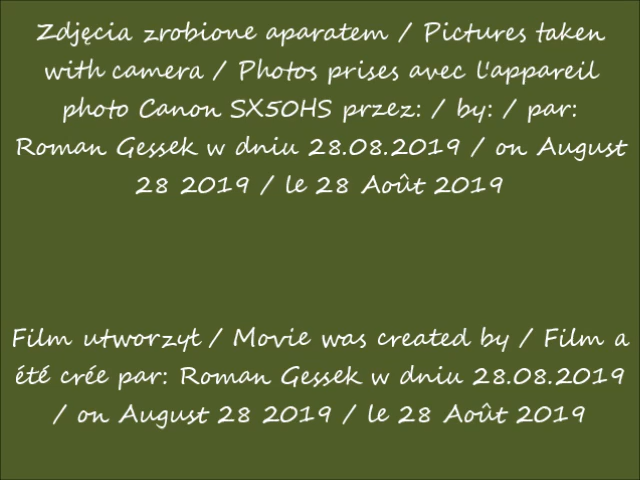 Zdjęcia zrobione aparatem / Pictures taken
with camera / Photos prises avec l'appareil
photo Canon SX50HS przez: / by: / par:
Roman Gessek w dniu 28.08.2019 / on August
28 2019 / le 28 Août 2019
Film utworzył / Movie was created by / Film a
été crée par: Roman Gessek w dniu 28.08.2019
/ on August 28 2019 / le 28 Août 2019